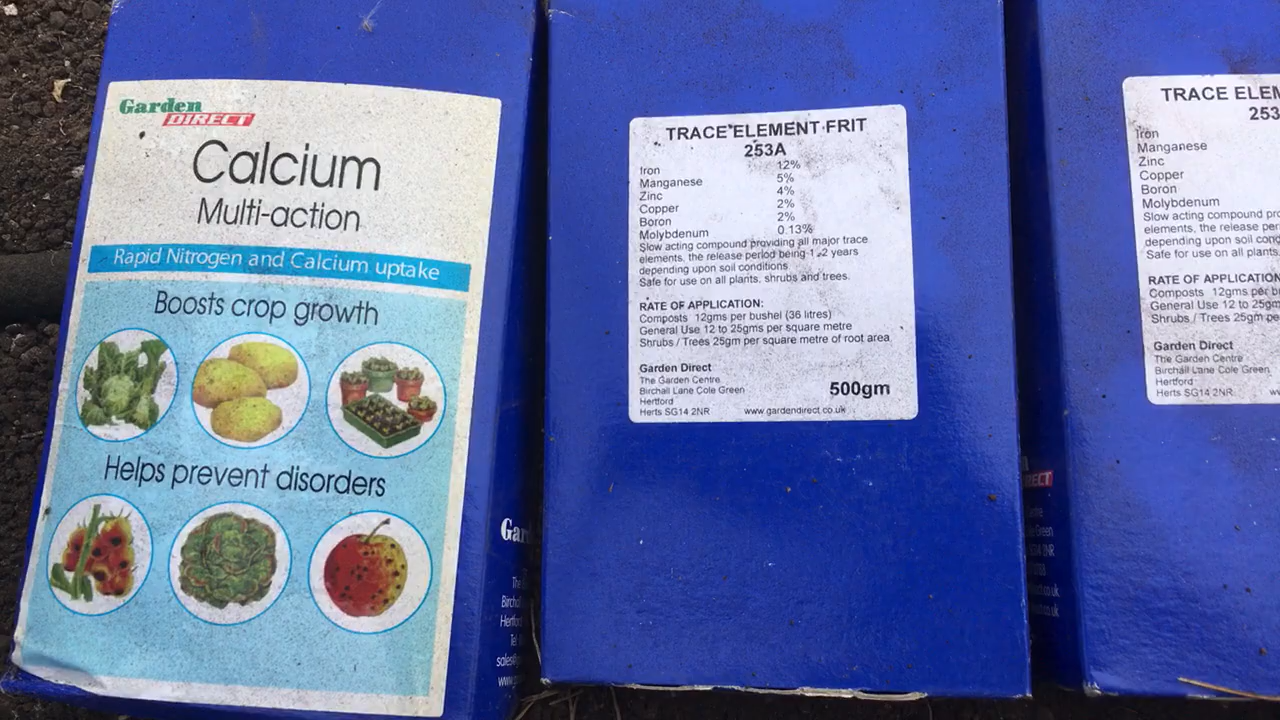 Garden
DIRECT
Calcium
Multi-action
Rapid Nitrogen and Calcium uptake
Boosts crop growth
Helps prevent disorders
TRACE ELEMENT FRIT
253A
Iron 12%
Manganese 5%
Zinc 4%
Copper 2%
Boron 2%
Molybdenum 0.13%
Slow acting compound providing all major trace
elements, the release period being 1-2 years
depending upon soil conditions
Safe for use on all plants, shrubs and trees.
RATE OF APPLICATION:
Composts 12gms per bushel (36 litres)
General Use 12 to 25gms per square metre
Shrubs / Trees 25gm per square metre of root area
Garden Direct
The Garden Centre
Birchall Lane Cole Green
Hertford
Herts SG14 2NR www.gardendirect.co.uk
500gm
TRACE
253
Iron
Manganese
Zinc
Copper
Boron
Molybdenum
Slow acting compound
elements, the release
depending upon soil
Safe for use on all plants,
RATE OF APPLICATION
Composts 12gms per
General Use 12 to
Shrubs / Trees 25gm
Garden Direct
The Garden Centre
Birchall Lane Cole Green
Hertford
Herts SG14 2NR